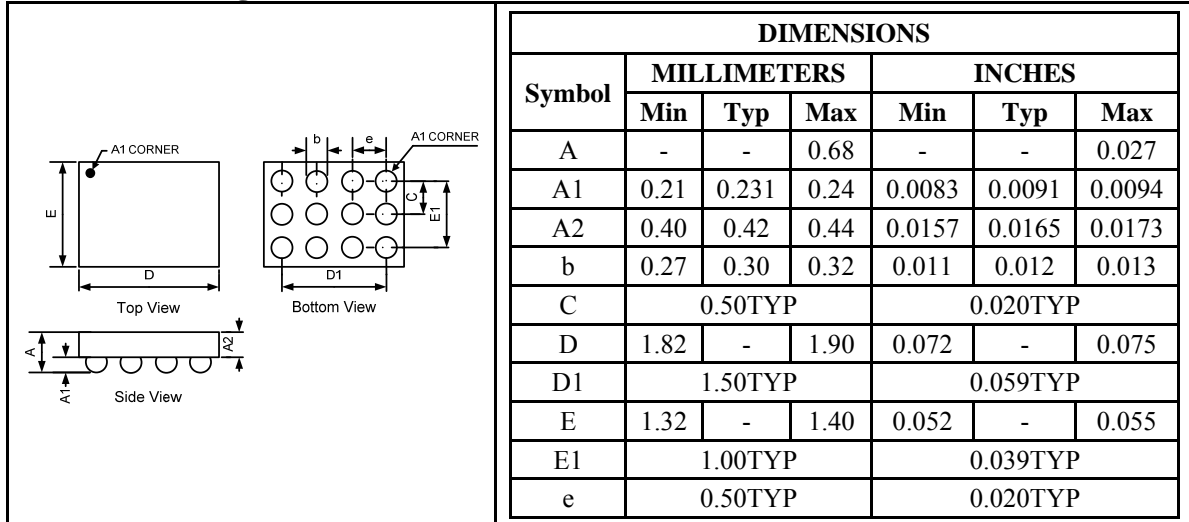 A1 CORNER
E
D
Top View
b
e
A1 CORNER
C
E1
D1
Bottom View
A
A1
A2
Side View
DIMENSIONS
Symbol MILLIMETERS INCHES
Min Typ Max Min Typ Max
A - - 0.68 - - 0.027
A1 0.21 0.231 0.24 0.0083 0.0091 0.0094
A2 0.40 0.42 0.44 0.0157 0.0165 0.0173
b 0.27 0.30 0.32 0.011 0.012 0.013
C 0.50TYP 0.020TYP
D 1.82 - 1.90 0.072 - 0.075
D1 1.50TYP 0.059TYP
E 1.32 - 1.40 0.052 - 0.055
E1 1.00TYP 0.039TYP
e 0.50TYP 0.020TYP